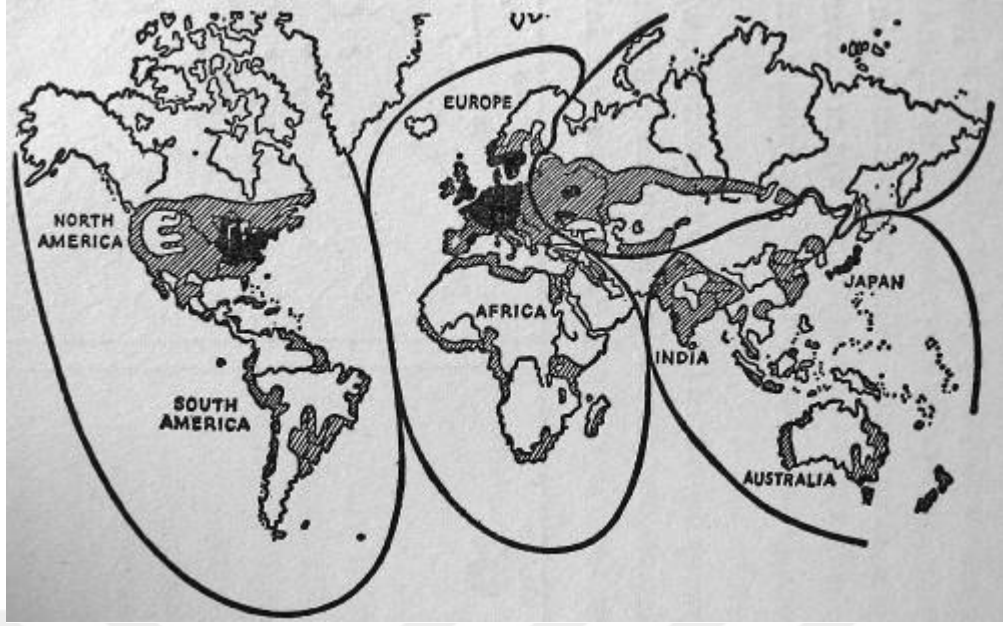 EUROPE
NORTH
AMERICA
AFRICA
JAPAN
INDIA
SOUTH
AMERICA
AUSTRALIA